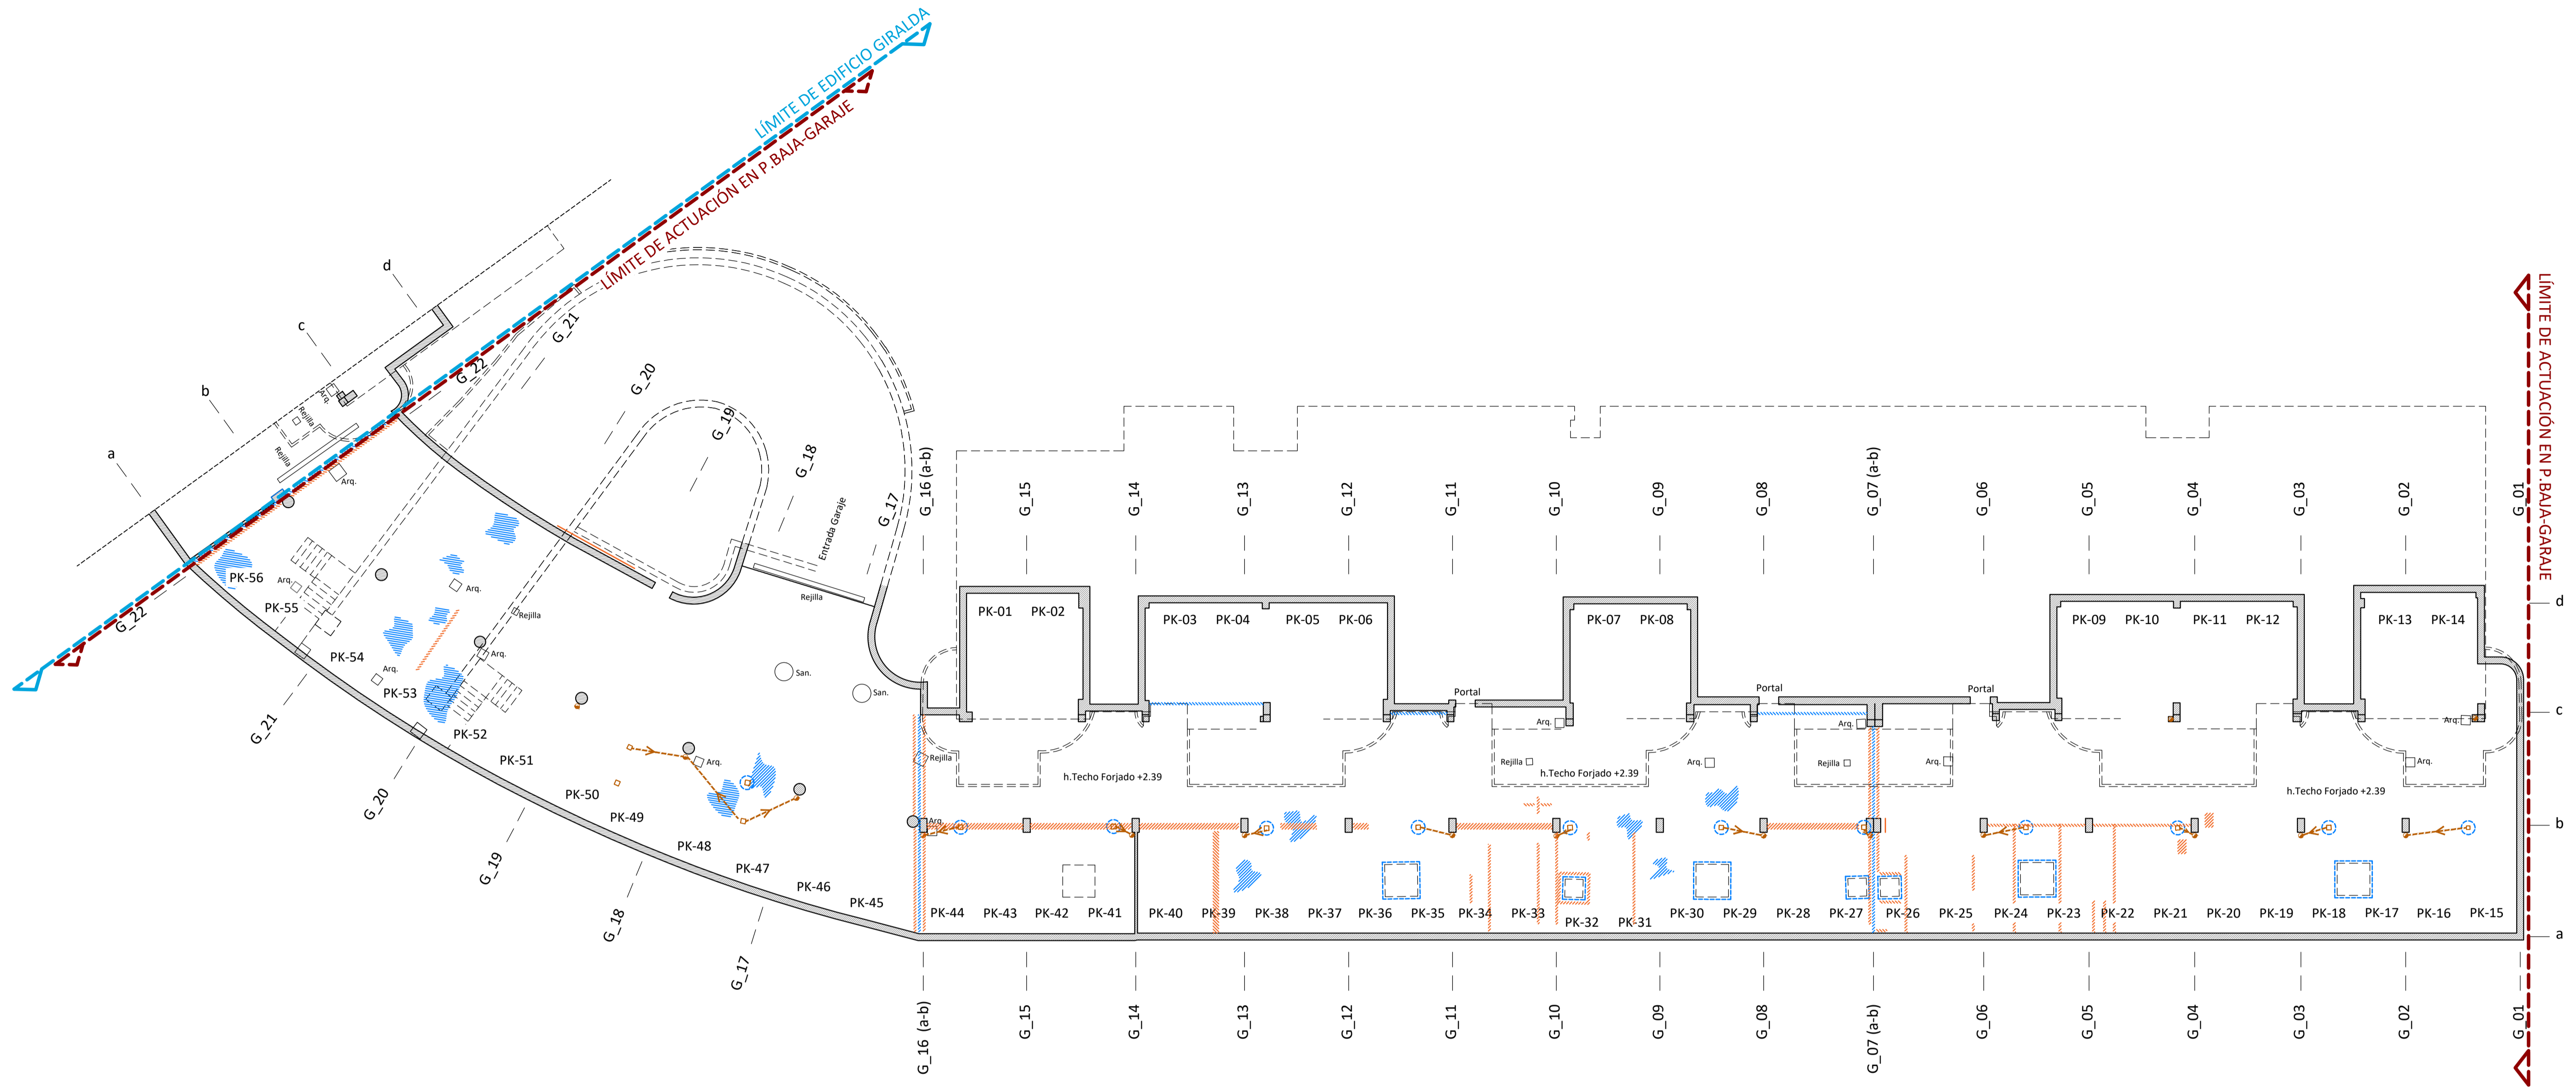 LÍMITE DE EDIFICIO GIRALDA
LÍMITE DE ACTUACIÓN EN P.BAJA-GARAJE
LÍMITE DE ACTUACIÓN EN P.BAJA-GARAJE
d
c
b
a
G_21
G_22
G_20
G_19
G_18
G_17
Entrada Garaje
Rejilla
Arq.
Rejilla
Rejilla
Arq.
G_16 (a-b)
G_15
G_14
G_13
G_12
G_11
G_10
G_09
G_08
G_07 (a-b)
G_06
G_05
G_04
G_03
G_02
G_01
PK-56
Arq.
Arq.
PK-55
Rejilla
G_22
PK-54
Arq.
Arq.
PK-53
San.
San.
PK-52
G_21
PK-51
Arq.
PK-50
G_20
PK-49
PK-48
G_19
PK-47
PK-46
G_18
PK-45
G_17
PK-01
PK-02
PK-03
PK-04
PK-05
PK-06
PK-07
PK-08
PK-09
PK-10
PK-11
PK-12
PK-13
PK-14
d
Portal
Portal
Portal
c
Arq.
Arq.
Arq.
Rejilla
Rejilla
Arq.
Rejilla
Arq.
Arq.
h.Techo Forjado +2.39
h.Techo Forjado +2.39
h.Techo Forjado +2.39
Arq.
b
PK-44
PK-43
PK-42
PK-41
PK-40
PK-39
PK-38
PK-37
PK-36
PK-35
PK-34
PK-33
PK-32
PK-31
PK-30
PK-29
PK-28
PK-27
PK-26
PK-25
PK-24
PK-23
PK-22
PK-21
PK-20
PK-19
PK-18
PK-17
PK-16
PK-15
a
G_16 (a-b)
G_15
G_14
G_13
G_12
G_11
G_10
G_09
G_08
G_07 (a-b)
G_06
G_05
G_04
G_03
G_02
G_01